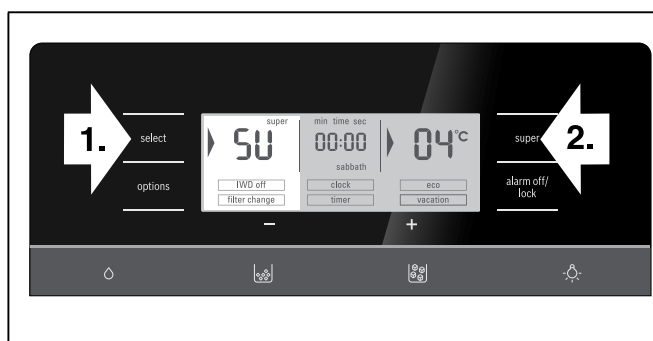 1.
select
options
super
SU
IWD off
filter change
min time sec
00:00
sabbath
clock
timer
04°C
eco
vacation
super
2.
alarm off/
lock
− +